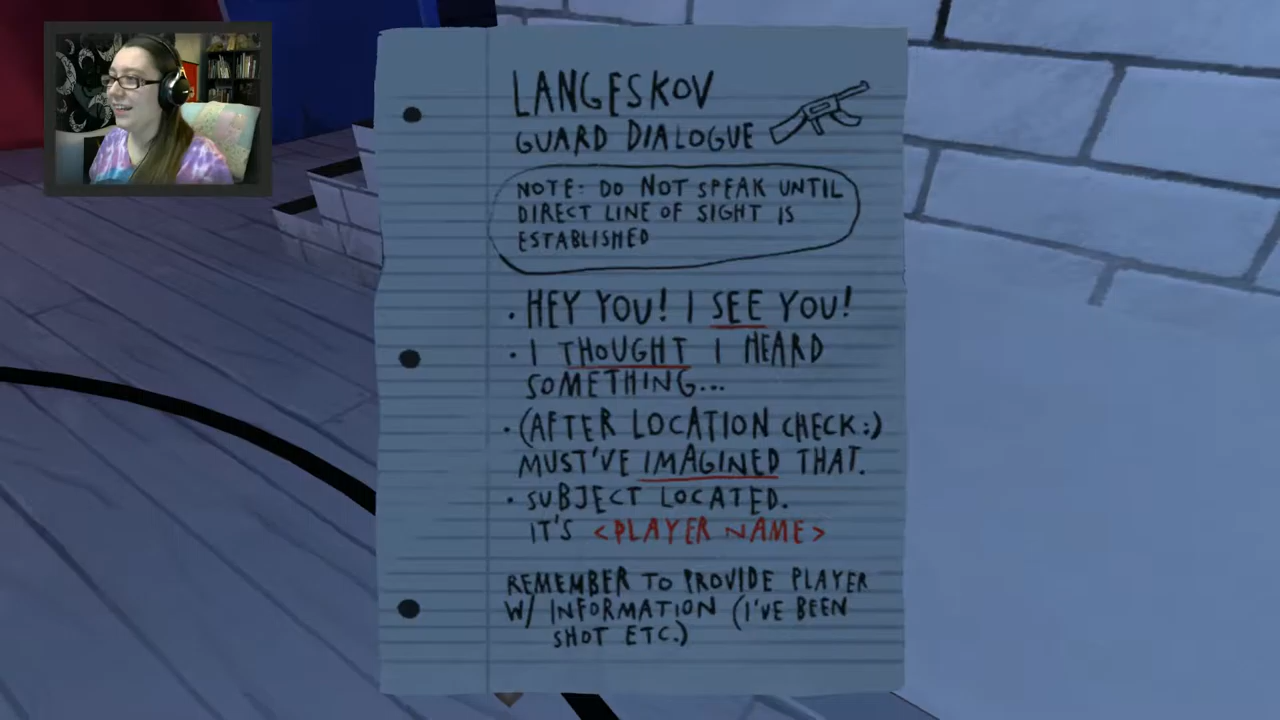 LANGESKOV
GUARD DIALOGUE
NOTE: DO NOT SPEAK UNTIL
DIRECT LINE OF SIGHT IS
ESTABLISHED
• HEY YOU! I SEE YOU!
• I THOUGHT I HEARD
SOMETHING...
• (AFTER LOCATION CHECK:)
MUST'VE IMAGINED THAT.
• SUBJECT LOCATED.
IT'S <PLAYER NAME>
REMEMBER TO PROVIDE PLAYER
W/ INFORMATION (I'VE BEEN
SHOT ETC.)